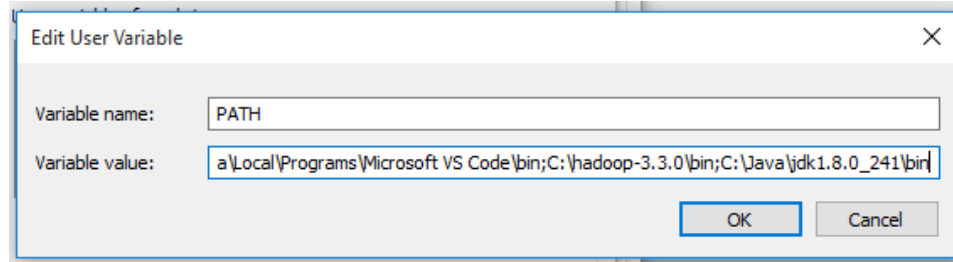 Edit User Variable
Variable name: PATH
Variable value: a\Local\Programs\Microsoft VS Code\bin;C:\hadoop-3.3.0\bin;C:\Java\jdk1.8.0_241\bin
OK Cancel